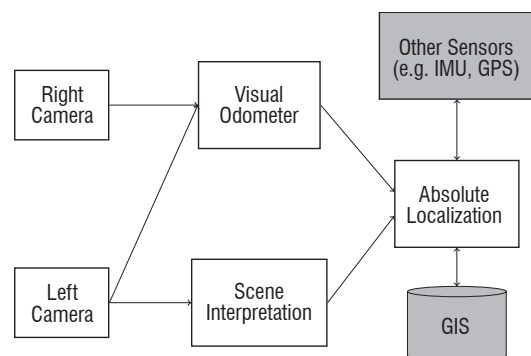 Other Sensors
(e.g. IMU, GPS)
Right
Camera
Visual
Odometer
Absolute
Localization
Left
Camera
Scene
Interpretation
GIS